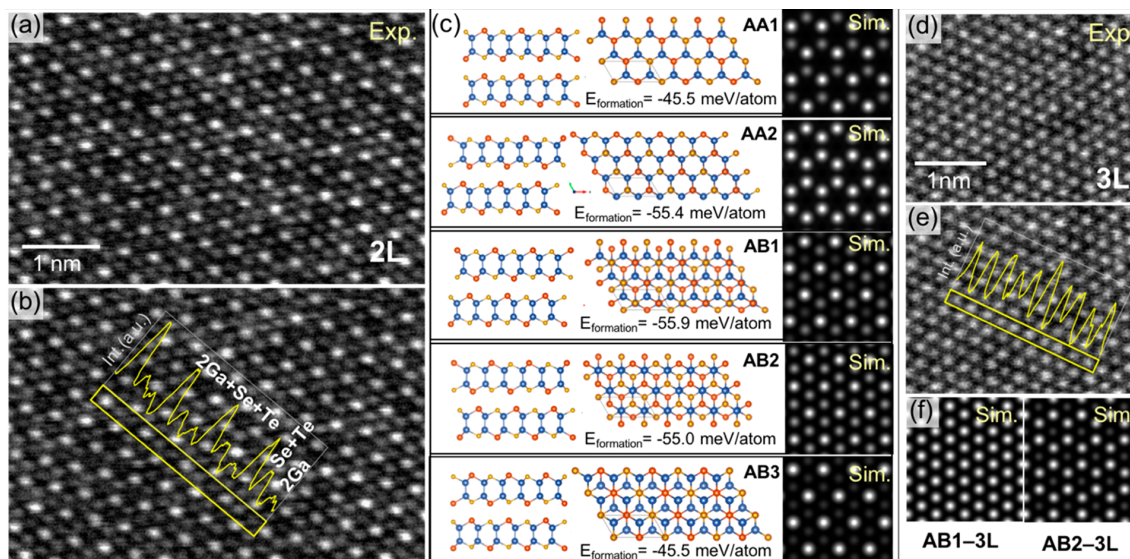 (a)
Exp.
1 nm
2L
(b)
Int. (a.u.)
2Ga+Se+Te
Se+Te
2Ga
(c)
AA1
Eformation= -45.5 meV/atom
Sim.
AA2
Eformation= -55.4 meV/atom
Sim.
AB1
Eformation= -55.9 meV/atom
Sim.
AB2
Eformation= -55.0 meV/atom
Sim.
AB3
Eformation= -45.5 meV/atom
Sim.
(d)
Exp
1nm
3L
(e)
Int. (a.u.)
(f)
Sim.
Sim
AB1–3L
AB2–3L